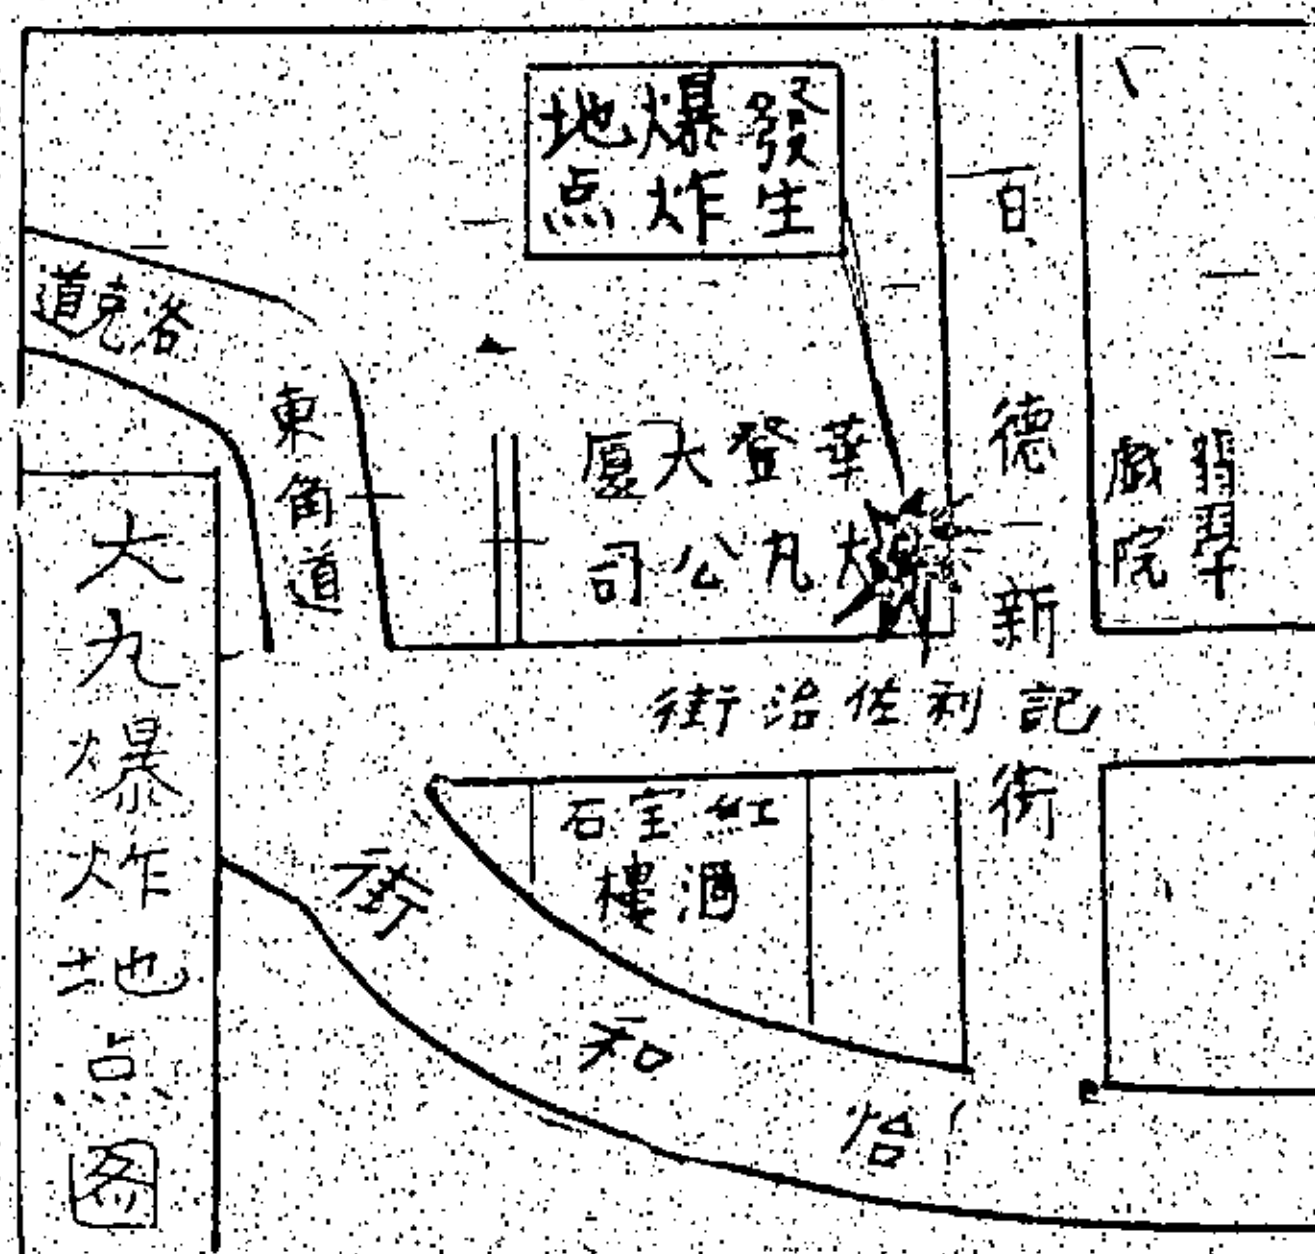 發生
爆炸
地点
百德新街
洛克道
東角道
華登大厦
大丸公司
翡翠
戲院
記利佐治街
紅宝石
酒樓
怡和街
大丸爆炸地点图